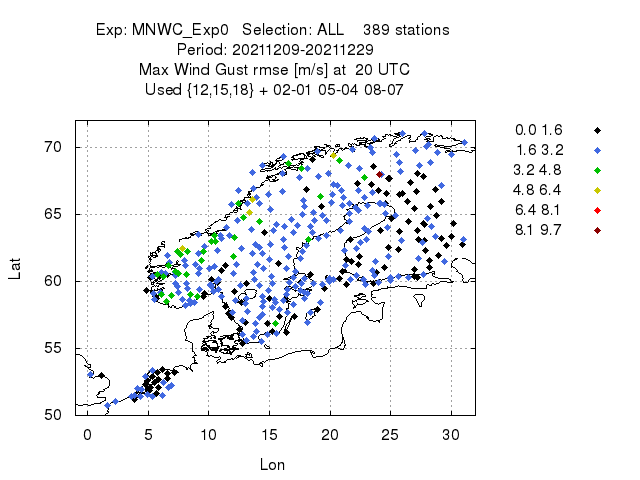 Exp: MNWC_Exp0 Selection: ALL 389 stations
Period: 20211209-20211229
Max Wind Gust rmse [m/s] at 20 UTC
Used {12,15,18} + 02-01 05-04 08-07
0.0 1.6
1.6 3.2
3.2 4.8
4.8 6.4
6.4 8.1
8.1 9.7
70
65
60
55
50
Lat
0 5 10 15 20 25 30
Lon